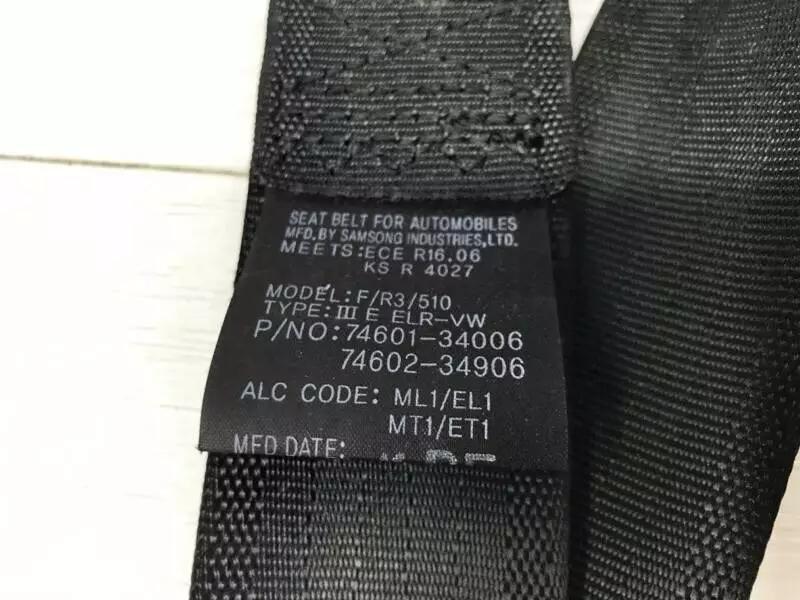 SEAT BELT FOR AUTOMOBILES
MFD.BY SAMSONG INDUSTRIES,LTD.
MEETS:ECE R16.06
KS R 4027
MODEL:F/R3/510
TYPE:III E ELR-VW
P/NO:74601-34006
74602-34906
ALC CODE: ML1/EL1
MT1/ET1
MFD DATE: